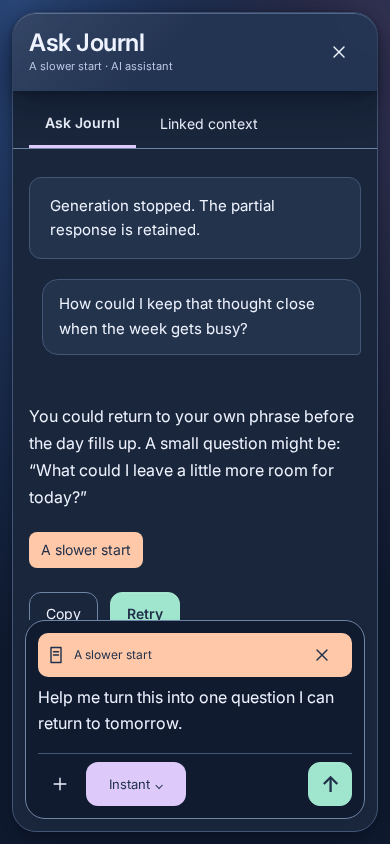 Ask Journl
A slower start · AI assistant
Ask Journl
Linked context
Generation stopped. The partial
response is retained.
How could I keep that thought close
when the week gets busy?
You could return to your own phrase before
the day fills up. A small question might be:
“What could I leave a little more room for
today?”
A slower start
Copy
Retry
A slower start
Help me turn this into one question I can
return to tomorrow.
Instant